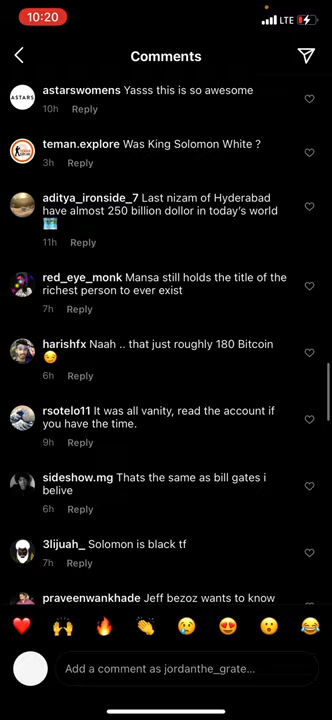 10:20
LTE
Comments
astarswomens Yasss this is so awesome
ASTARS
10h Reply
teman.explore Was King Solomon White ?
3h Reply
aditya_ironside_7 Last nizam of Hyderabad
have almost 250 billion dollor in today's world
11h Reply
red_eye_monk Mansa still holds the title of the
richest person to ever exist
7h Reply
harishfx Naah .. that just roughly 180 Bitcoin
😏
6h Reply
rsotelo11 It was all vanity, read the account if
you have the time.
9h Reply
sideshow.mg Thats the same as bill gates i
belive
6h Reply
3lijuah_ Solomon is black tf
7h Reply
praveenwankhade Jeff bezoz wants to know
❤️ 🙌 🔥 👏 😢 😍 😮 😂
Add a comment as jordanthe_grate...